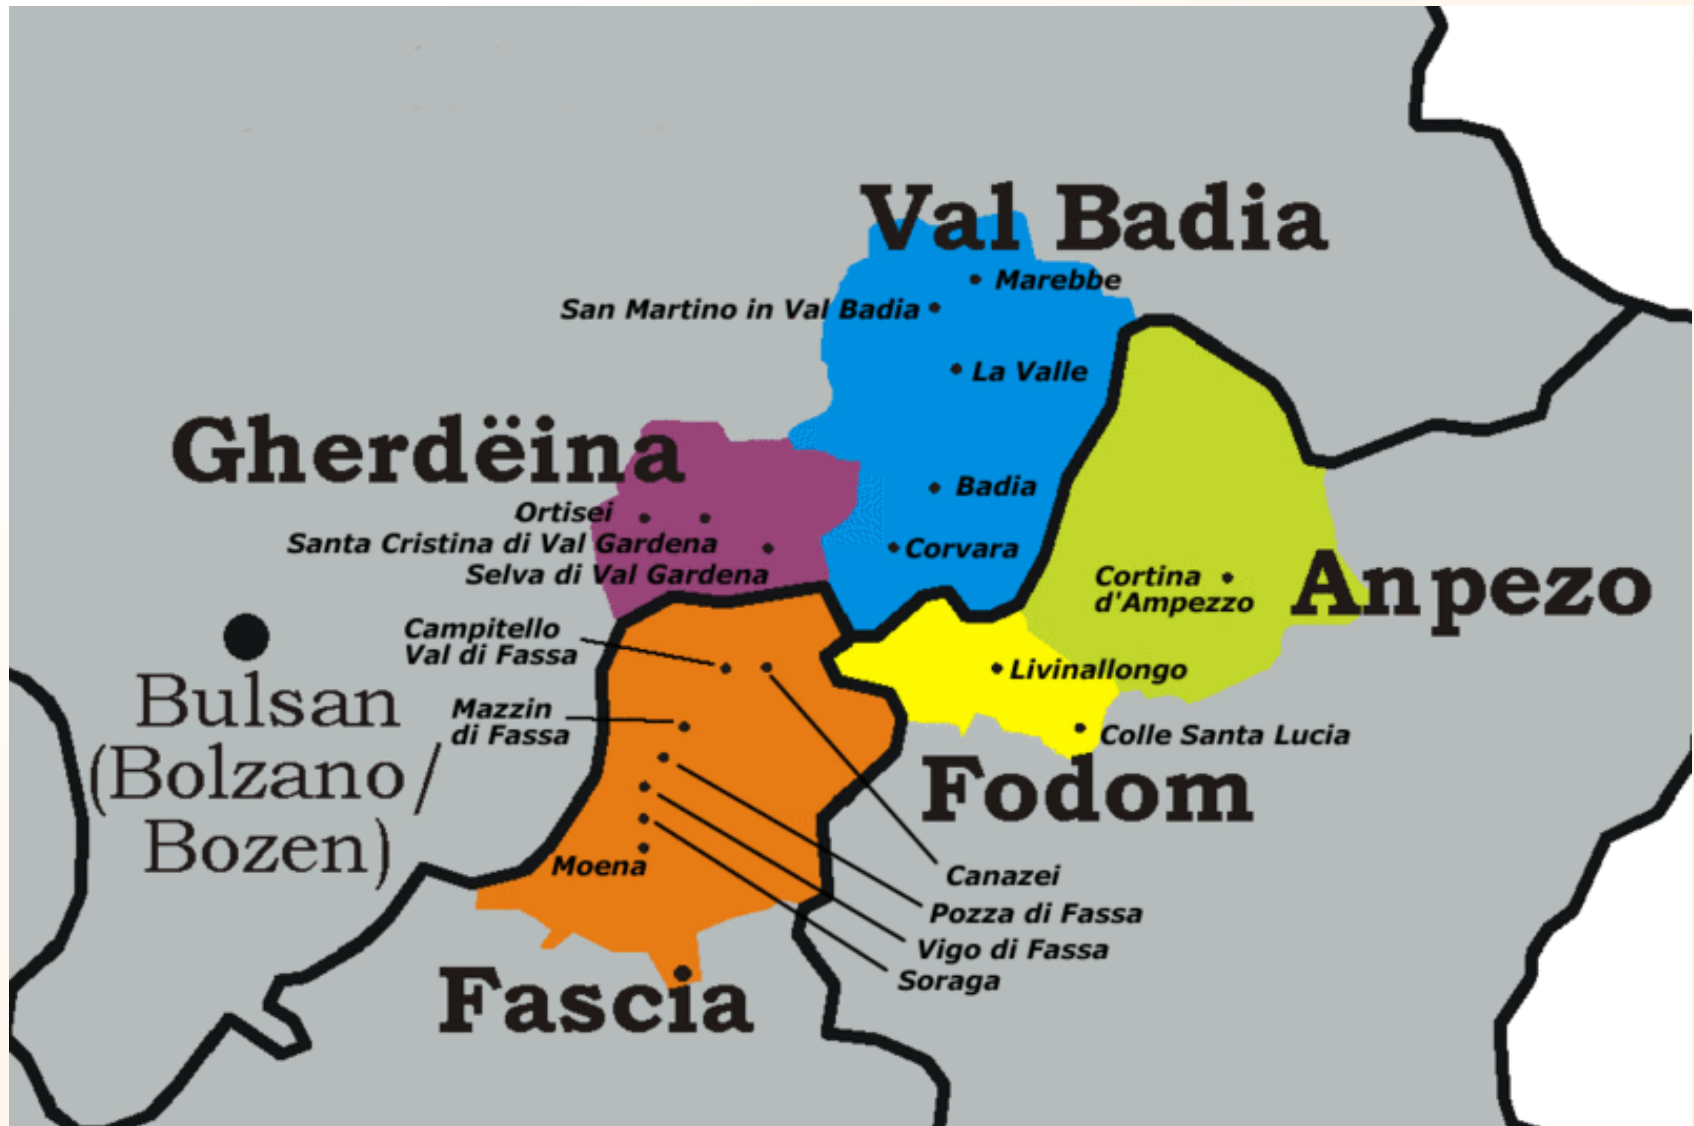 Val Badia
Marebbe
San Martino in Val Badia
La Valle
Gherdëina
Badia
Ortisei
Santa Cristina di Val Gardena
Corvara
Selva di Val Gardena
Cortina
d'Ampezzo
Anpezo
Campitello
Val di Fassa
Livinallongo
Bulsan
(Bolzano/
Bozen)
Mazzin
di Fassa
Colle Santa Lucia
Fodom
Moena
Canazei
Pozza di Fassa
Vigo di Fassa
Soraga
Fascia